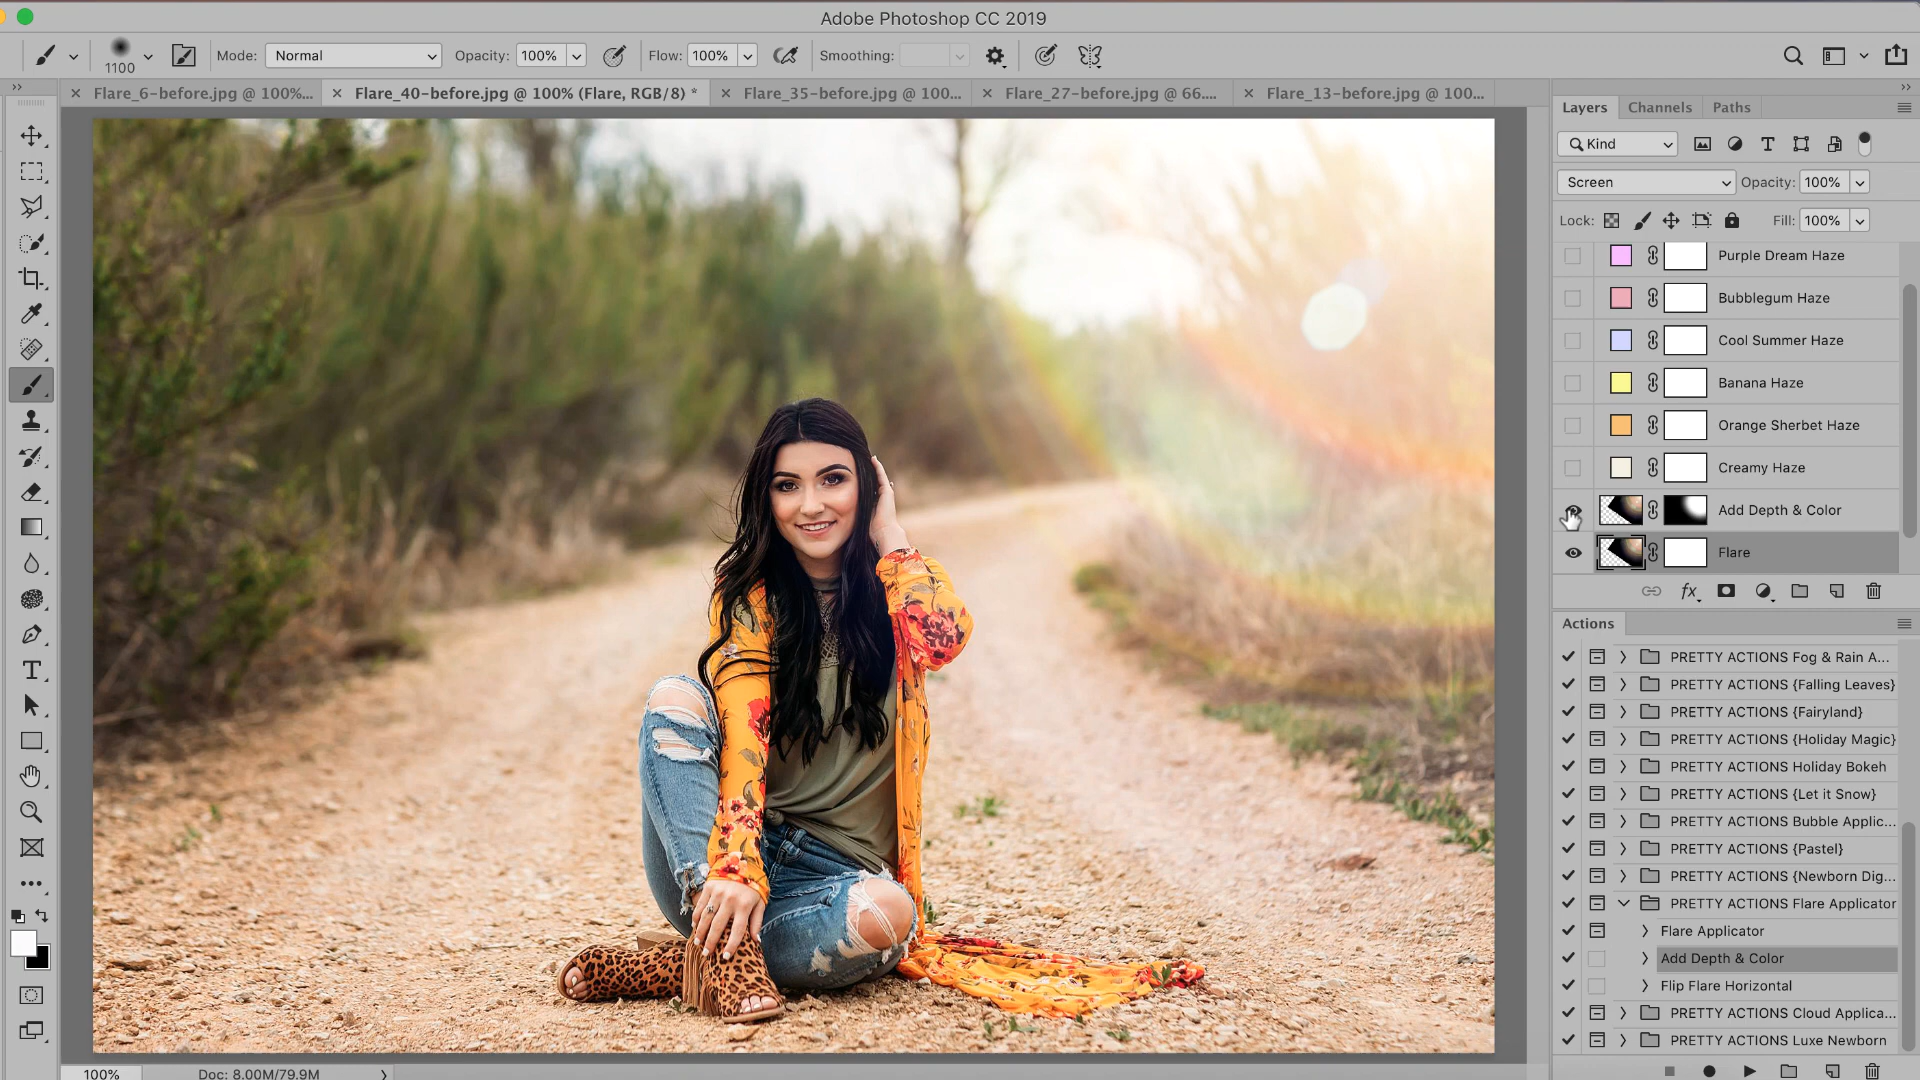 Adobe Photoshop CC 2019
1100
Mode: Normal Opacity: 100% Flow: 100% Smoothing:
Flare_6-before.jpg @ 100%... Flare_40-before.jpg @ 100% (Flare, RGB/8) * Flare_35-before.jpg @ 100... Flare_27-before.jpg @ 66.... Flare_13-before.jpg @ 100...
Layers Channels Paths
Kind
Screen Opacity: 100%
Lock: Fill: 100%
Purple Dream Haze
Bubblegum Haze
Cool Summer Haze
Banana Haze
Orange Sherbet Haze
Creamy Haze
Add Depth & Color
Flare
fx
Actions
PRETTY ACTIONS Fog & Rain A...
PRETTY ACTIONS {Falling Leaves}
PRETTY ACTIONS {Fairyland}
PRETTY ACTIONS {Holiday Magic}
PRETTY ACTIONS Holiday Bokeh
PRETTY ACTIONS {Let it Snow}
PRETTY ACTIONS Bubble Applic...
PRETTY ACTIONS {Pastel}
PRETTY ACTIONS {Newborn Dig...
PRETTY ACTIONS Flare Applicator
Flare Applicator
Add Depth & Color
Flip Flare Horizontal
PRETTY ACTIONS Cloud Applica...
PRETTY ACTIONS Luxe Newborn
100% Doc: 8.00M/79.9M